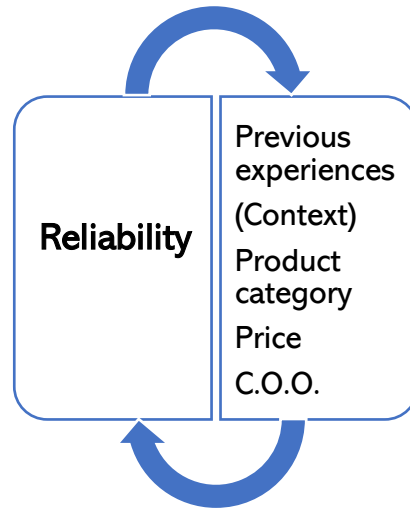 Reliability
Previous
experiences
(Context)
Product
category
Price
C.O.O.